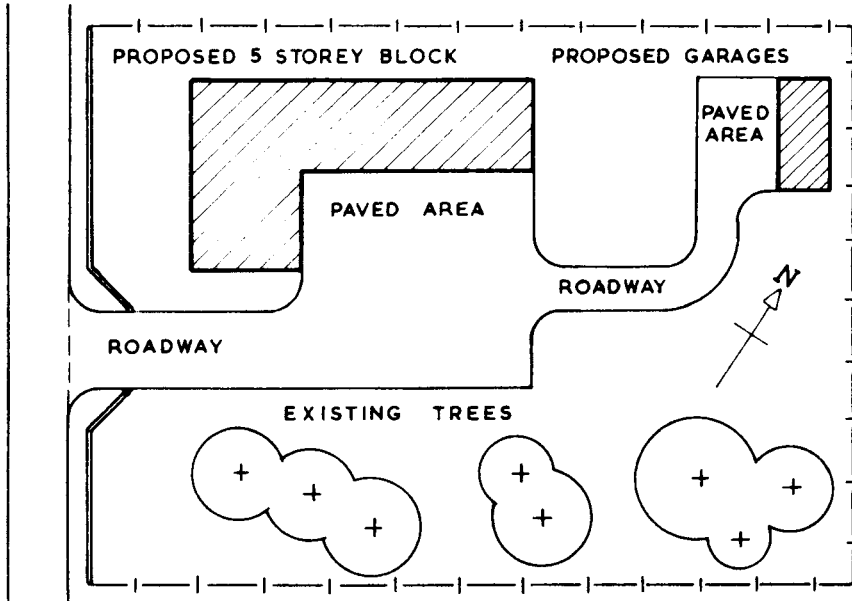 PROPOSED 5 STOREY BLOCK
PROPOSED GARAGES
PAVED
AREA
PAVED AREA
ROADWAY
N
ROADWAY
EXISTING TREES